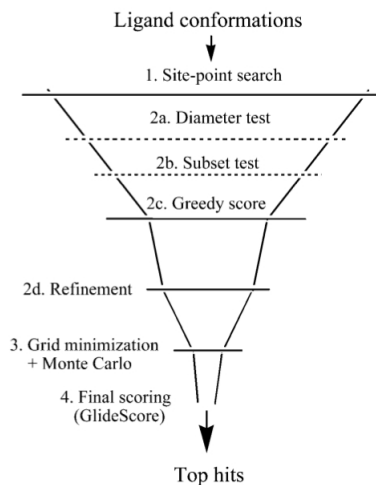 Ligand conformations
1. Site-point search
2a. Diameter test
2b. Subset test
2c. Greedy score
2d. Refinement
3. Grid minimization
+ Monte Carlo
4. Final scoring
(GlideScore)
Top hits